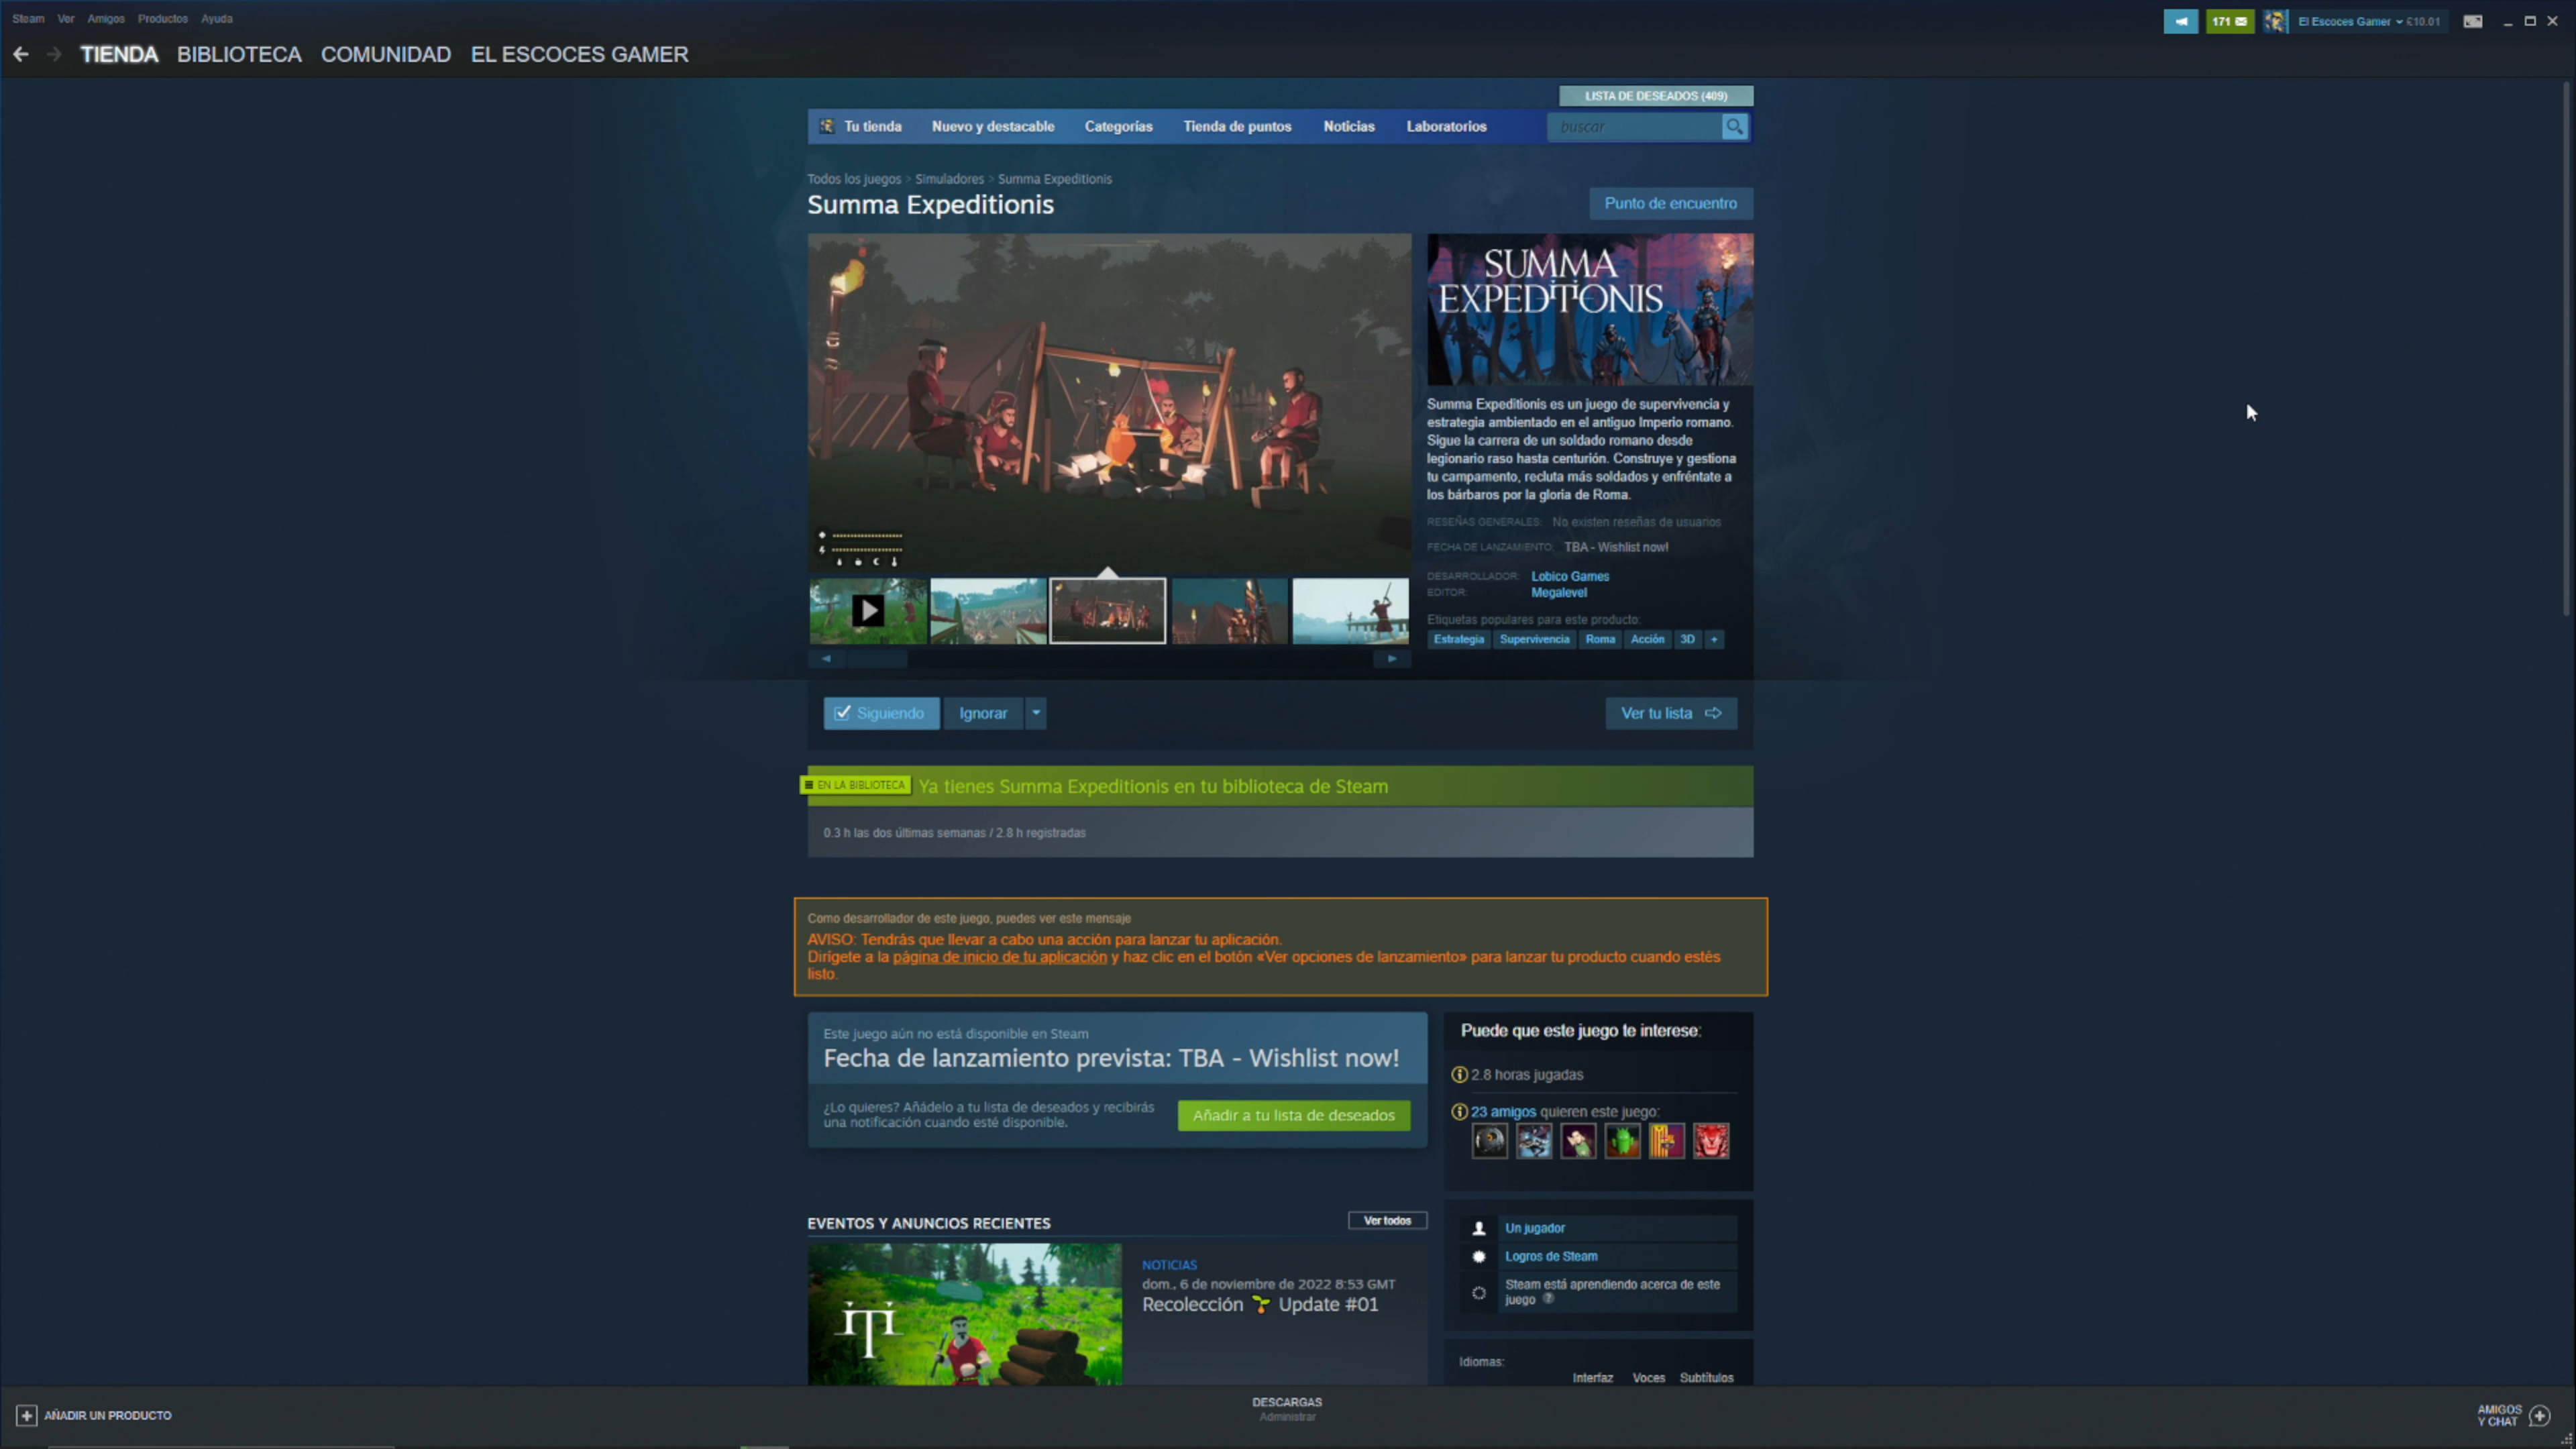 Steam Ver Amigos Productos Ayuda
171
El Escoces Gamer £10.01
TIENDA BIBLIOTECA COMUNIDAD EL ESCOCES GAMER
LISTA DE DESEADOS (409)
Tu tienda Nuevo y destacable Categorías Tienda de puntos Noticias Laboratorios buscar
Todos los juegos > Simuladores > Summa Expeditionis
Summa Expeditionis
Punto de encuentro
SUMMA
EXPEDITIONIS
Summa Expeditionis es un juego de supervivencia y
estrategia ambientado en el antiguo Imperio romano.
Sigue la carrera de un soldado romano desde
legionario raso hasta centurión. Construye y gestiona
tu campamento, recluta más soldados y enfréntate a
los bárbaros por la gloria de Roma.
RESEÑAS GENERALES: No existen reseñas de usuarios
FECHA DE LANZAMIENTO: TBA - Wishlist now!
DESARROLLADOR: Lobico Games
EDITOR: Megalevel
Etiquetas populares para este producto:
Estrategia Supervivencia Roma Acción 3D +
Siguiendo Ignorar
Ver tu lista
EN LA BIBLIOTECA Ya tienes Summa Expeditionis en tu biblioteca de Steam
0.3 h las dos últimas semanas / 2.8 h registradas
Como desarrollador de este juego, puedes ver este mensaje
AVISO: Tendrás que llevar a cabo una acción para lanzar tu aplicación.
Dirígete a la página de inicio de tu aplicación y haz clic en el botón «Ver opciones de lanzamiento» para lanzar tu producto cuando estés
listo.
Este juego aún no está disponible en Steam
Fecha de lanzamiento prevista: TBA - Wishlist now!
¿Lo quieres? Añádelo a tu lista de deseados y recibirás
una notificación cuando esté disponible.
Añadir a tu lista de deseados
Puede que este juego te interese:
2.8 horas jugadas
23 amigos quieren este juego:
EVENTOS Y ANUNCIOS RECIENTES
Ver todos
NOTICIAS
dom., 6 de noviembre de 2022 8:53 GMT
Recolección 🌱 Update #01
Un jugador
Logros de Steam
Steam está aprendiendo acerca de este
juego ?
Idiomas:
Interfaz Voces Subtítulos
AÑADIR UN PRODUCTO
DESCARGAS
Administrar
AMIGOS
Y CHAT